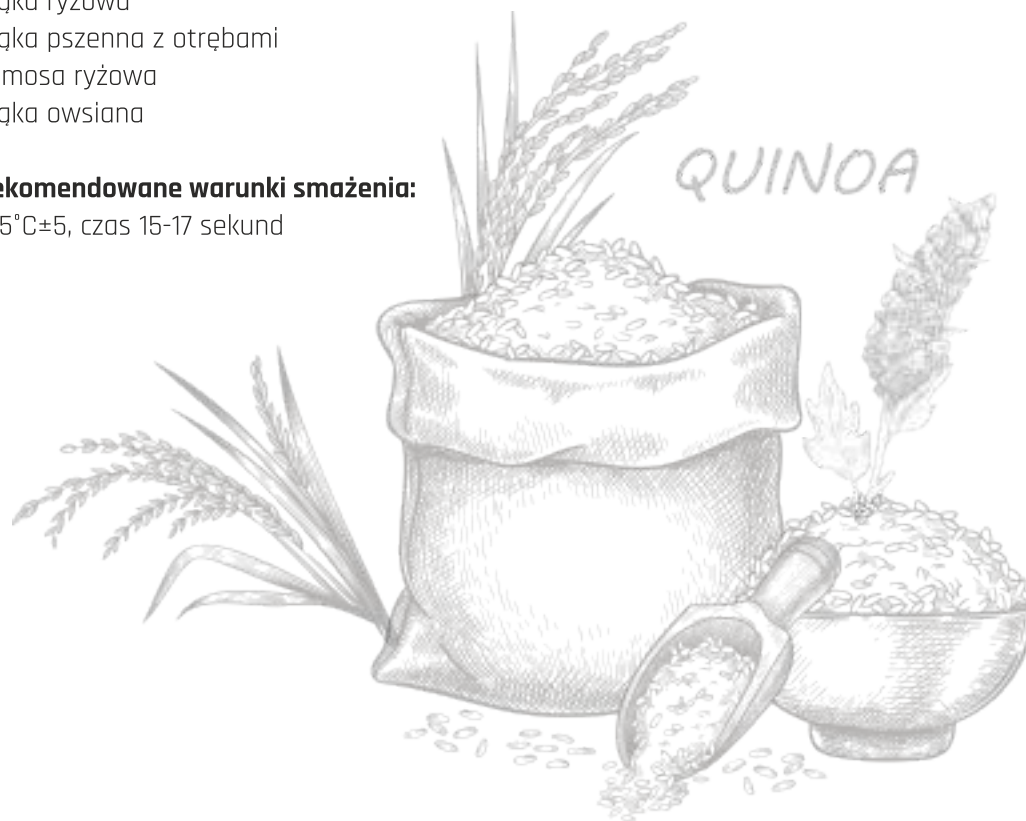 ąka ryżowa
ąka pszenna z otrębami
mosa ryżowa
ąka owsiana
ekomendowane warunki smażenia:
5°C±5, czas 15-17 sekund
QUINOA